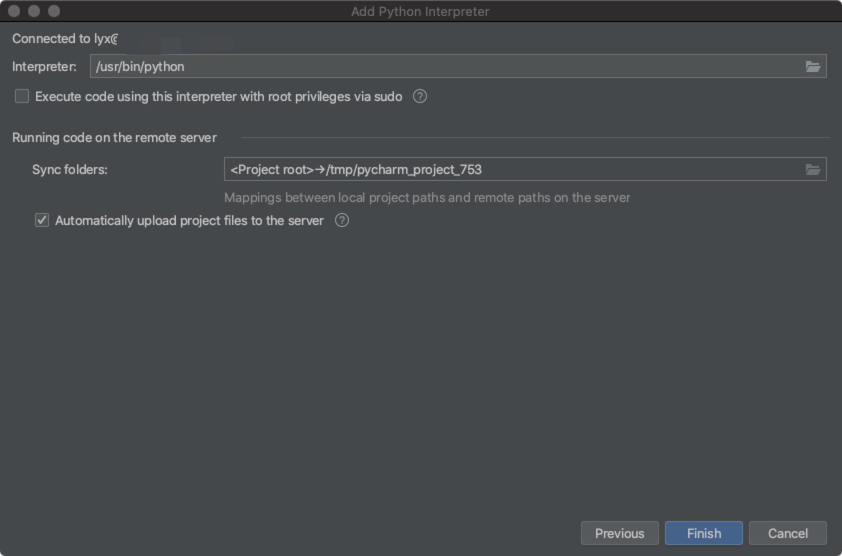 Add Python Interpreter
Connected to lyx@
Interpreter: /usr/bin/python
Execute code using this interpreter with root privileges via sudo ?
Running code on the remote server
Sync folders: <Project root>→/tmp/pycharm_project_753
Mappings between local project paths and remote paths on the server
Automatically upload project files to the server ?
Previous Finish Cancel